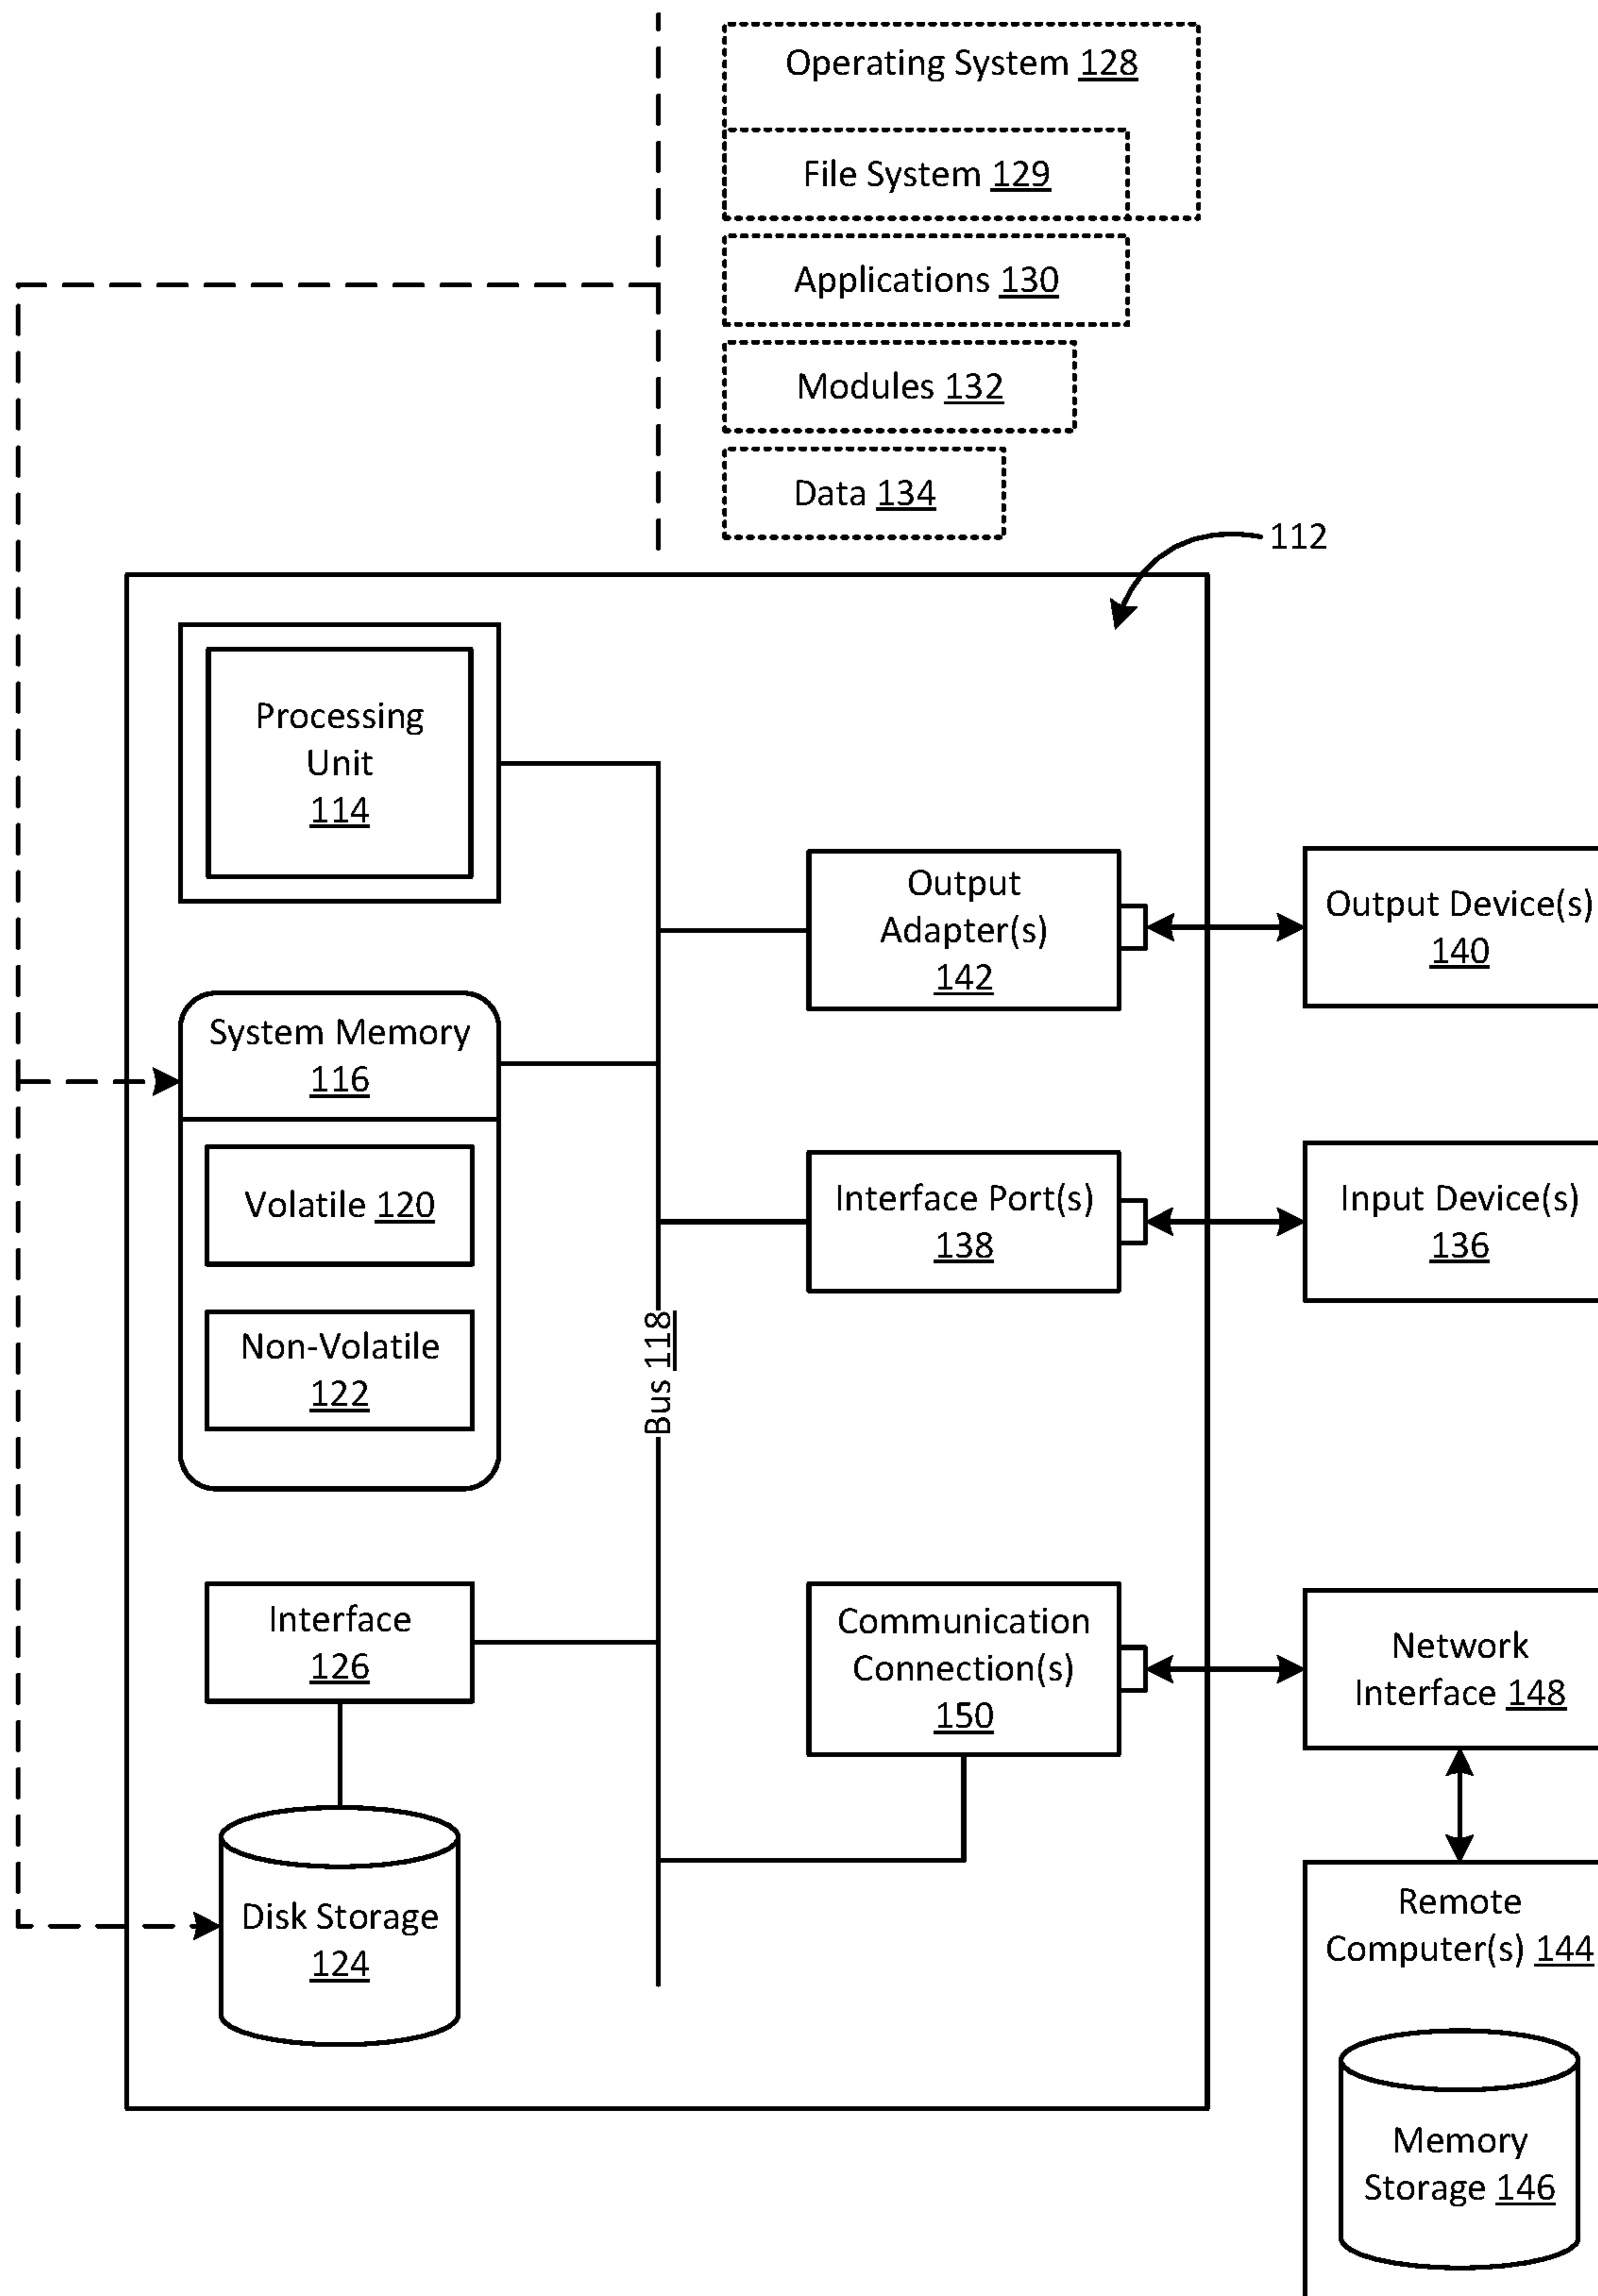 Operating System 128
File System 129
Applications 130
Modules 132
Data 134
112
Processing
Unit
114
Output
Adapter(s)
142
Output Device(s)
140
System Memory
116
Volatile 120
Non-Volatile
122
Interface Port(s)
138
Input Device(s)
136
Bus 118
Interface
126
Communication
Connection(s)
150
Network
Interface 148
Disk Storage
124
Remote
Computer(s) 144
Memory
Storage 146